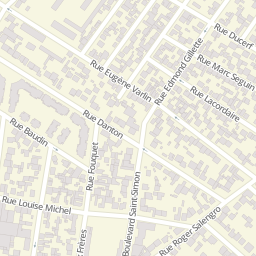 Rue Ducerf
Rue Edmond Gillette
Rue Marc Seguin
Rue Eugène Varlin
Rue Lacordaire
Rue Danton
Rue Baudin
Rue Fouquet
Rue Louise Michel
Boulevard Saint-Simon
Rue Roger Salengro
s Frères